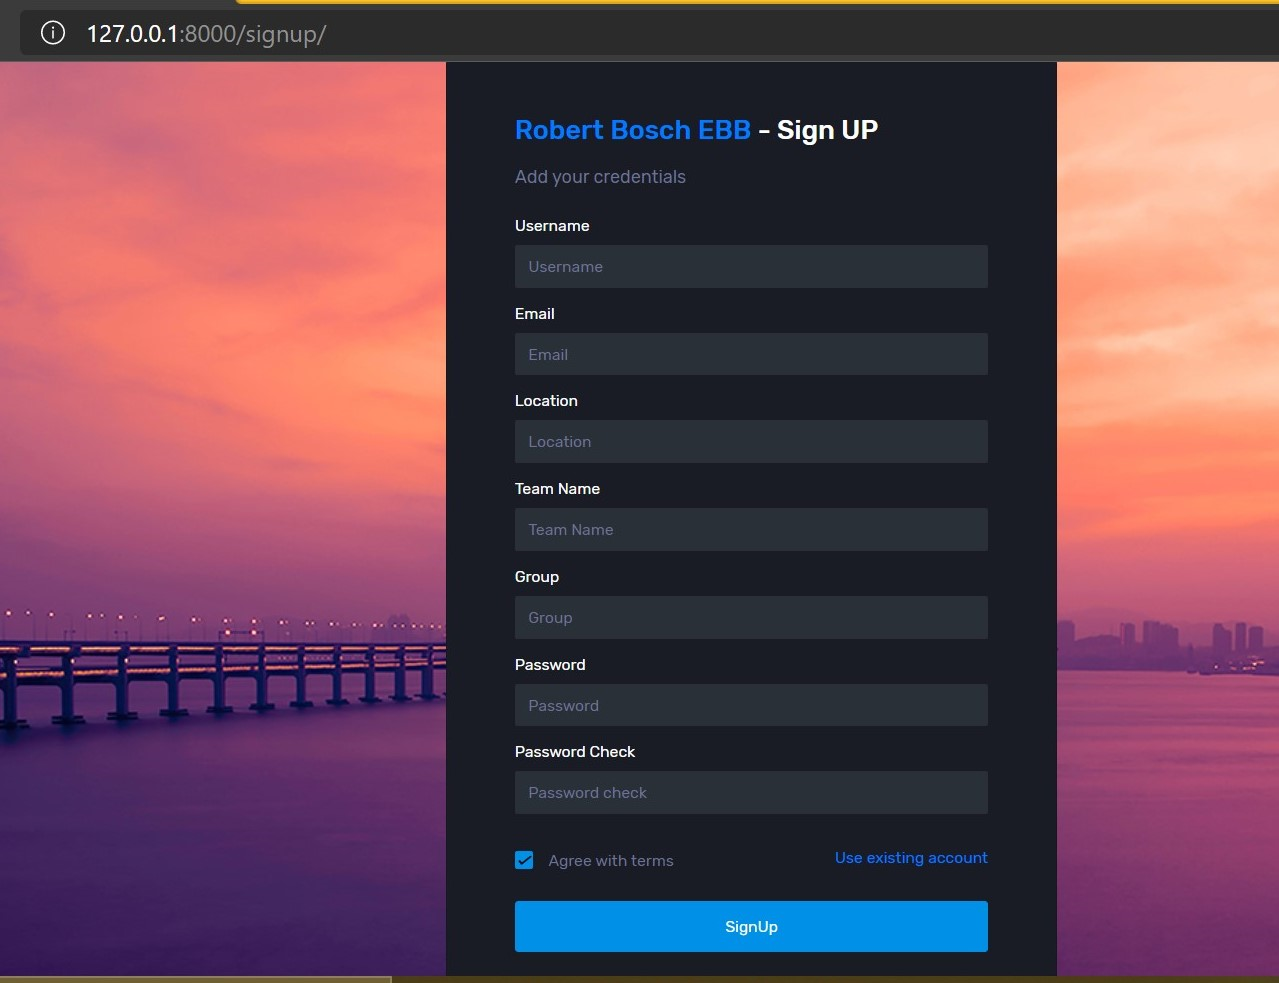 127.0.0.1:8000/signup/
Robert Bosch EBB - Sign UP
Add your credentials
Username
Username
Email
Email
Location
Location
Team Name
Team Name
Group
Group
Password
Password
Password Check
Password check
Agree with terms
Use existing account
SignUp